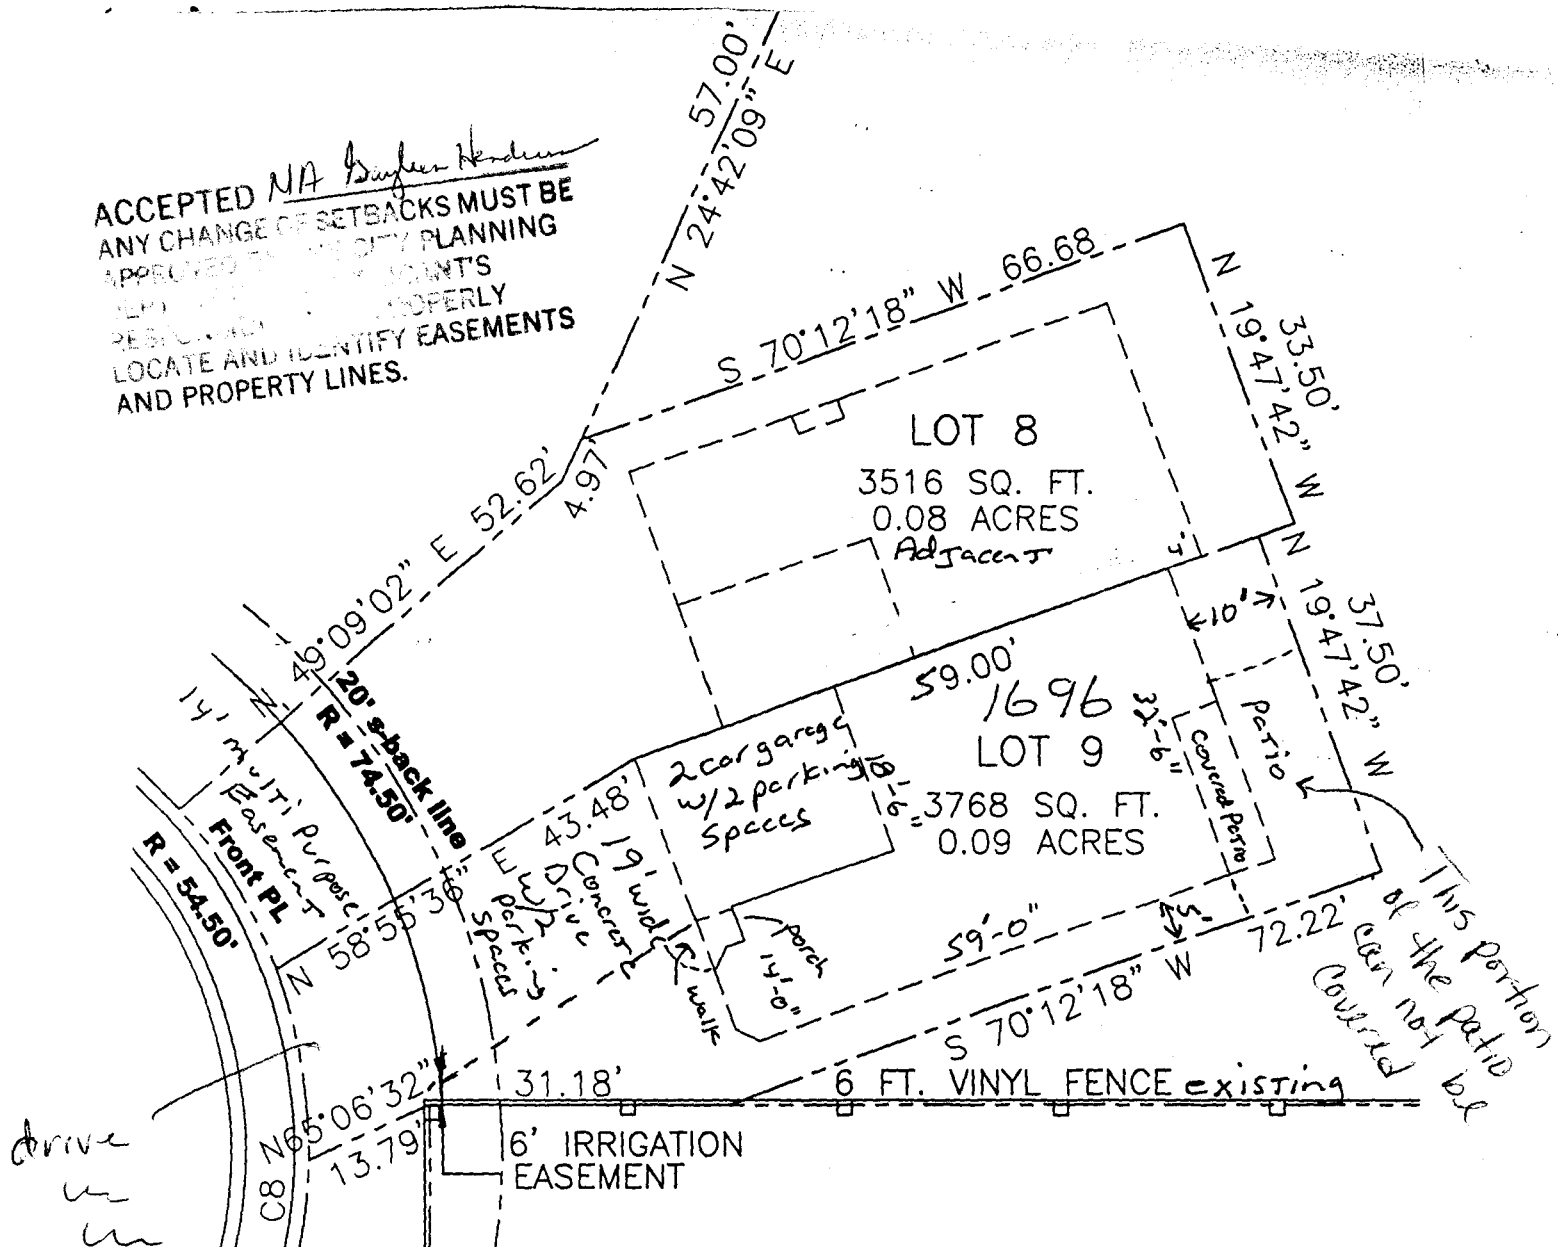 57.00'
N 24°42'09" E
ACCEPTED NA
ANY CHANGE OF SETBACKS MUST BE
APPROVED CITY PLANNING
LOCATE AND IDENTIFY EASEMENTS
AND PROPERTY LINES.
S 70°12'18" W 66.68
N 19°47'42" W
33.50'
LOT 8
3516 SQ. FT.
0.08 ACRES
Adjacent
N 49°09'02" E 52.62'
4.97'
N 19°47'42" W
37.50'
10'
59.00'
1696
LOT 9
3768 SQ. FT.
0.09 ACRES
32'-6"
covered patio
patio
This portion
of the patio
can not be
covered
20' s-back line
R = 74.50'
14' multi purpose
Easement
Front PL
R = 54.50'
2 car garage
w/2 parking
spaces
18'-6"
N 58°55'36" E 43.48'
19' wide
Concrete
Drive
w/2
parking
spaces
porch
14'-0"
walk
59'-0"
5'
S 70°12'18" W 72.22'
6 FT. VINYL FENCE existing
31.18'
N65°06'32"
13.79'
C8
6' IRRIGATION
EASEMENT
drive